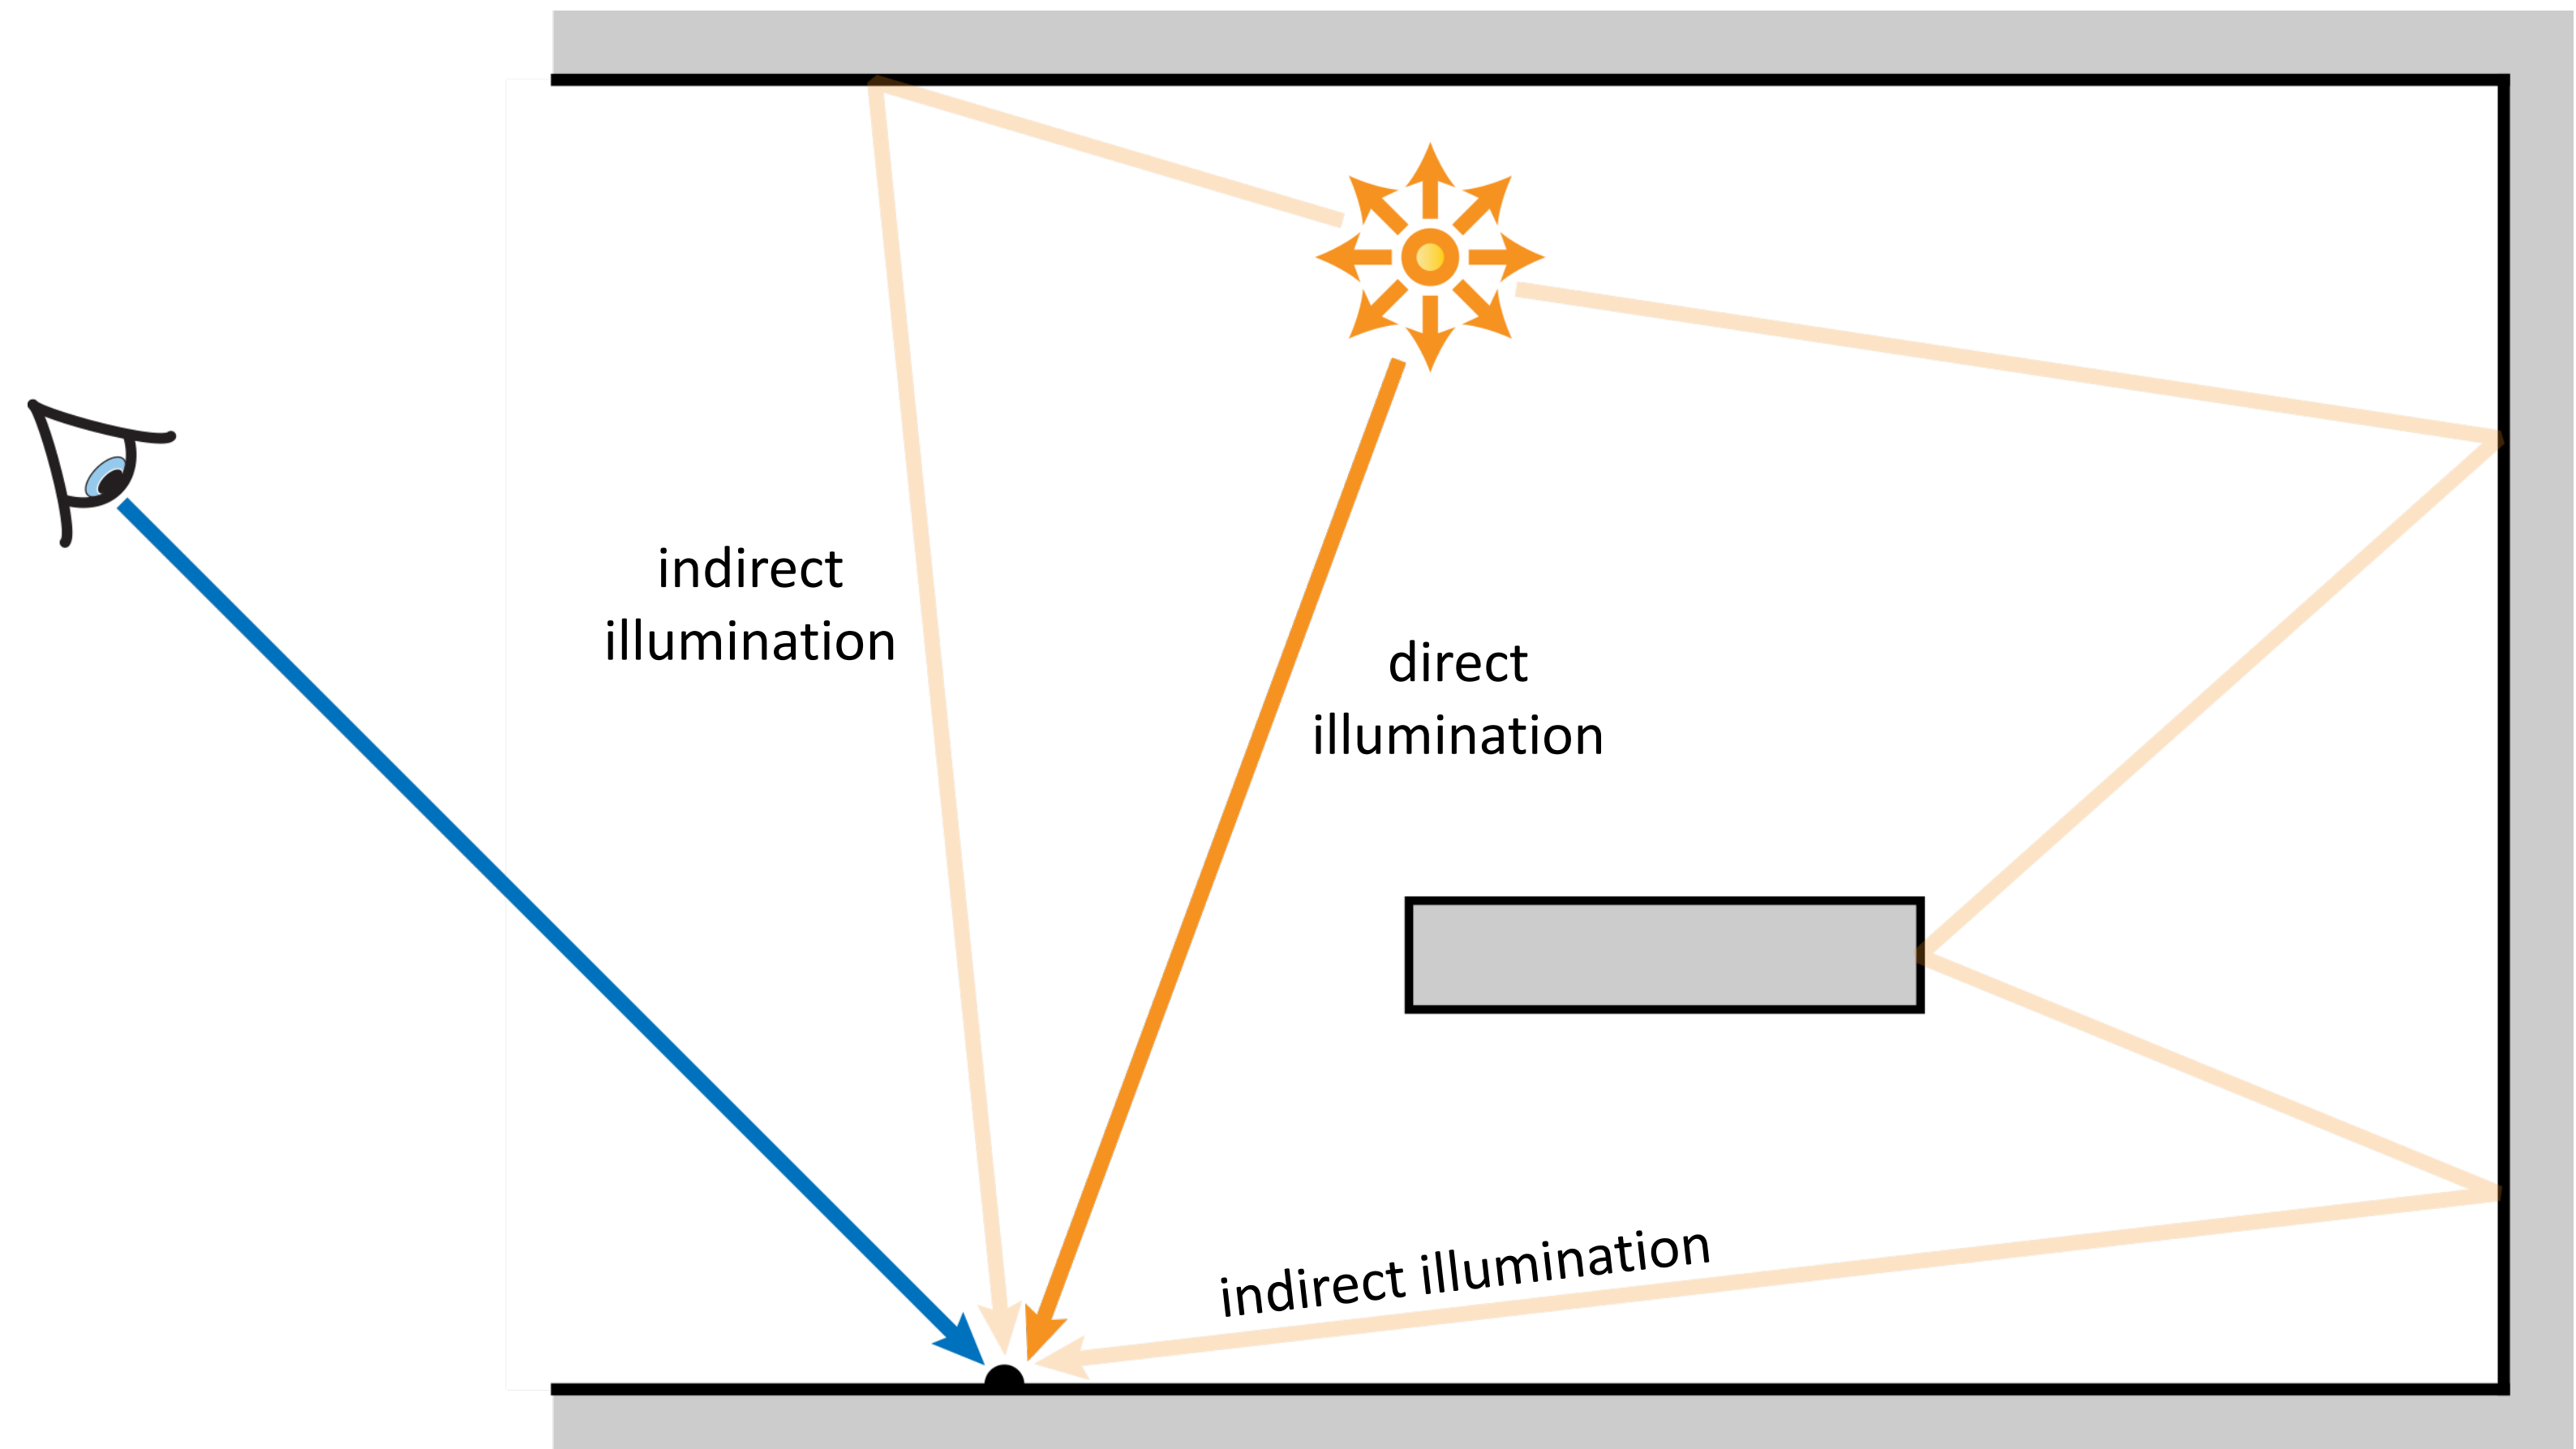 indirect
illumination
direct
illumination
indirect illumination